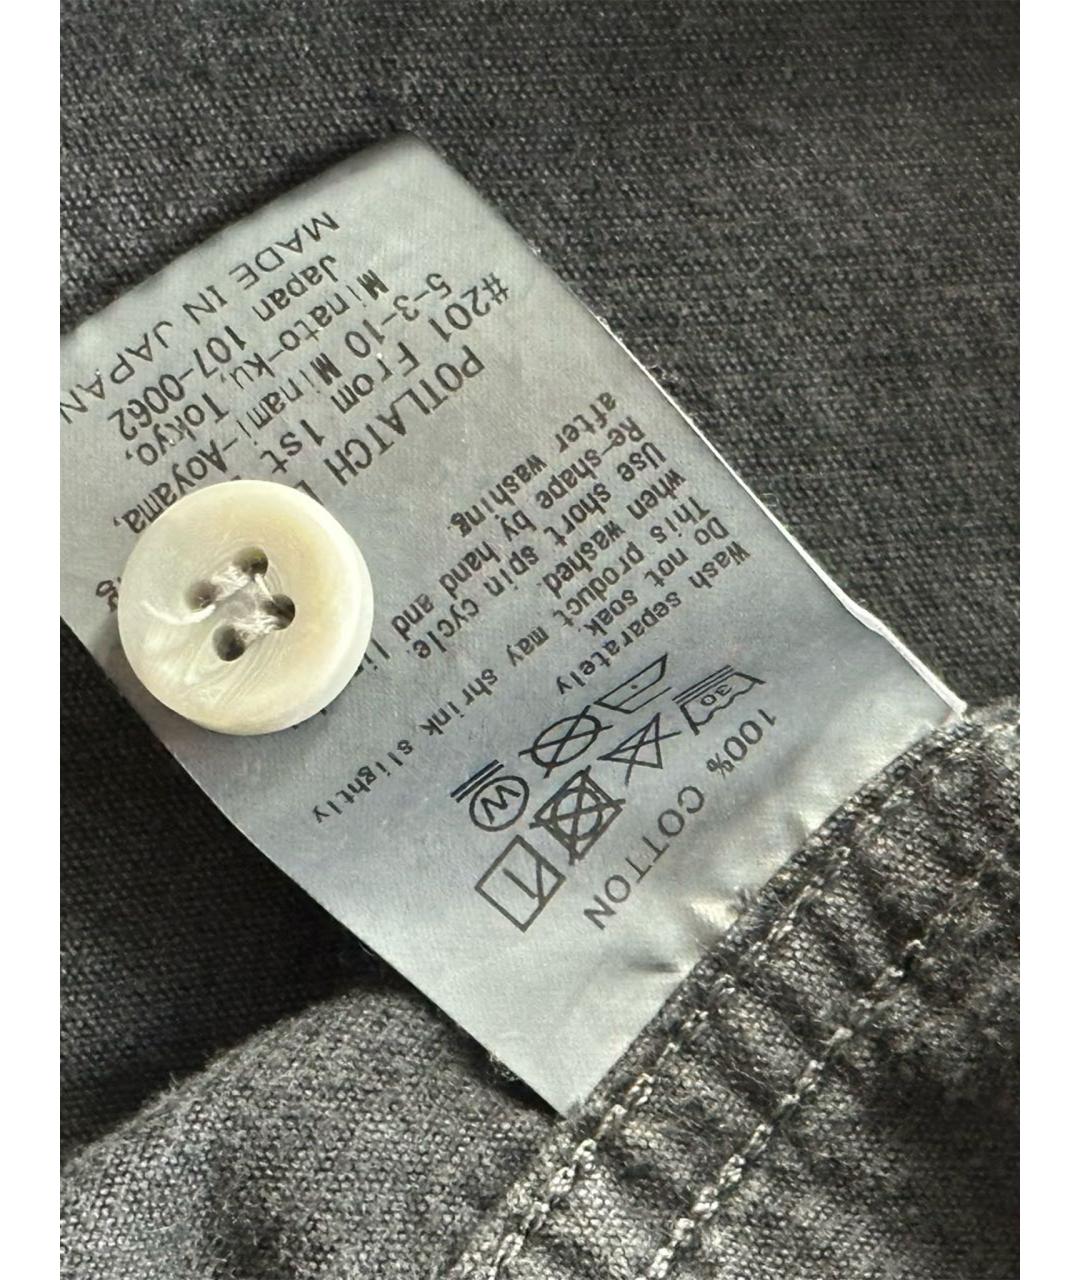 100% COTTON
30
W
Wash separately
Do not soak.
This product may shrink slightly
when washed.
Use short spin cycle.
Re-shape by hand and
after washing.
POTLATCH
#201 From 1st
5-3-10 Minami-Aoyama,
Minato-ku, Tokyo,
Japan 107-0062
MADE IN JAPAN